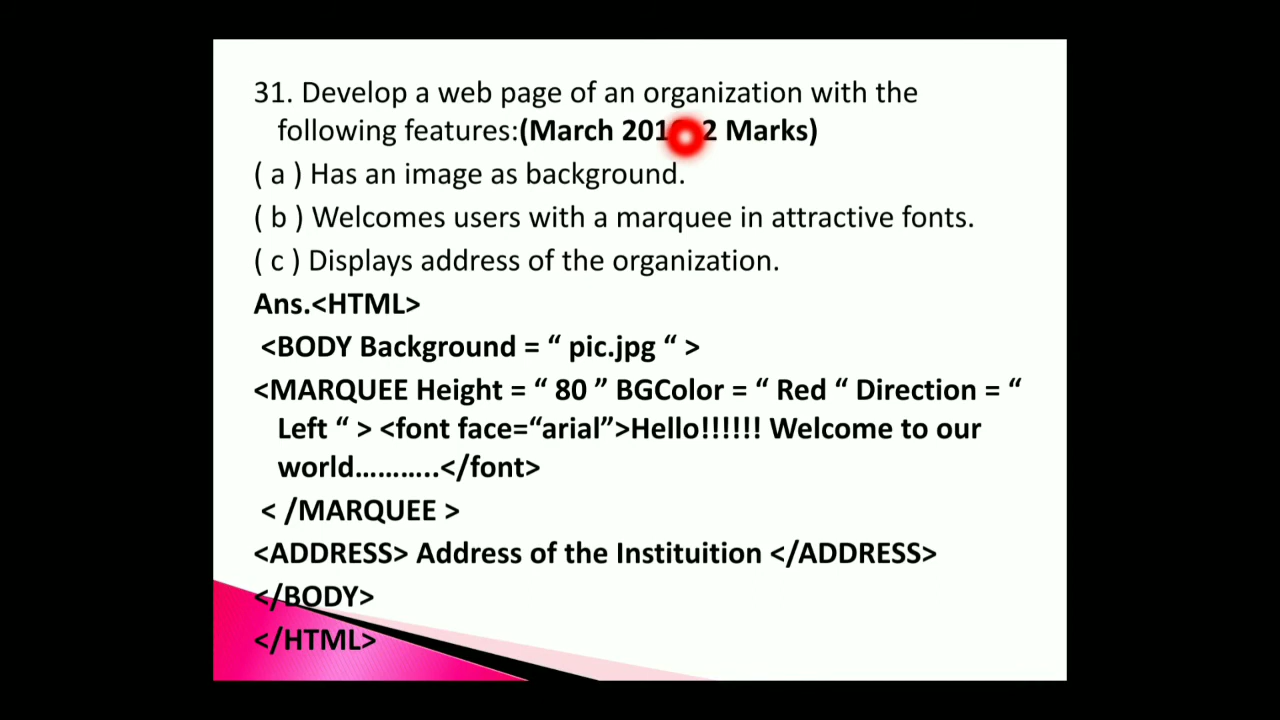 31. Develop a web page of an organization with the
following features:(March 201 2 Marks)
( a ) Has an image as background.
( b ) Welcomes users with a marquee in attractive fonts.
( c ) Displays address of the organization.
Ans.<HTML>
<BODY Background = “ pic.jpg “ >
<MARQUEE Height = “ 80 ” BGColor = “ Red “ Direction = “
Left “ > <font face=“arial”>Hello!!!!!! Welcome to our
world………..</font>
< /MARQUEE >
<ADDRESS> Address of the Instituition </ADDRESS>
</BODY>
</HTML>